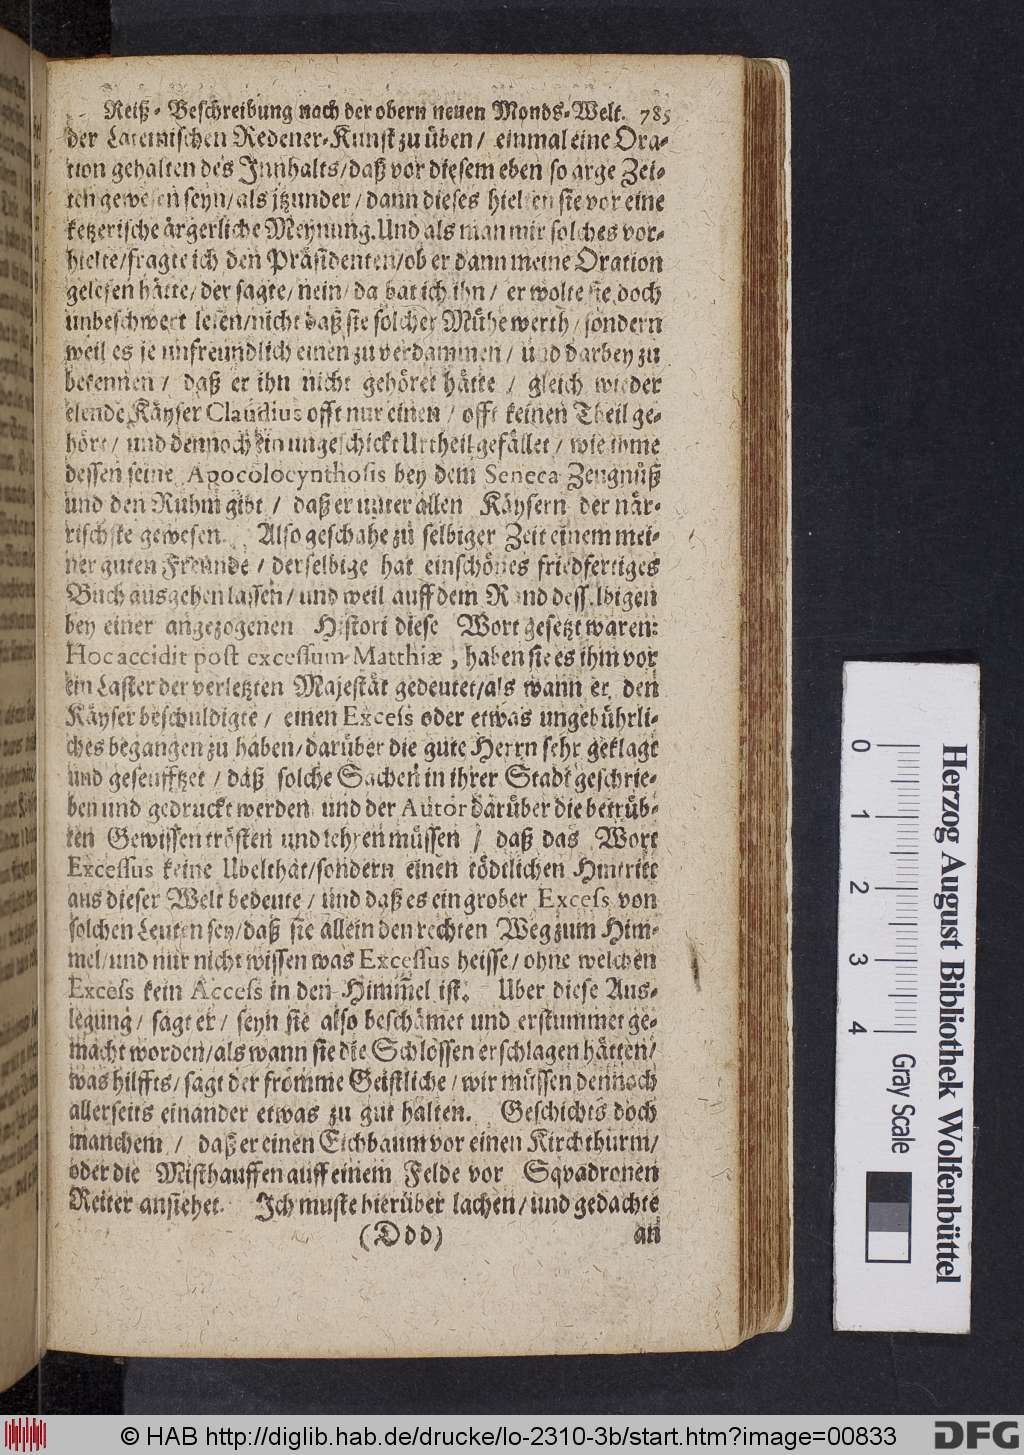 Reiß-Beschreibung nach der obern neuen Monds-Welt. 785
der Lateinischen Redener-Kunst zu üben / einmal eine Ora-
tion gehalten des Innhalts/daß vor diesem eben so arge Zei-
ten gewesen seyn/als jtzunder / dann dieses hielten sie vor eine
ketzerische ärgerliche Meynung. Und als man mir solches vor-
hielte/fragte ich den Präsidenten/ob er dann meine Oration
gelesen hätte/der sagte/nein/da bat ich ihn / er wolte sie doch
unbeschwert lesen/nicht daß sie solcher Mühe werth/sondern
weil es je unfreundlich einen zu verdammen / und darbey zu
bekennen / daß er ihn nicht gehöret hätte / gleich wie der
elende Käyser Claudius offt nur einen / offt keinen Theil ge-
hört/ und dennoch ein ungeschickt Urtheil gefället / wie ihme
dessen seine Apocolocynthosis bey dem Seneca Zeugnüß
und den Ruhm gibt / daß er unter allen Käysern der när-
rischste gewesen. Also geschahe zu selbiger Zeit einem mei-
ner guten Freunde / derselbige hat ein schönes friedfertiges
Buch ausgehen lassen/ und weil auff dem Rand desselbigen
bey einer angezogenen Histori diese Wort gesetzt waren:
Hoc accidit post excessum Matthiæ, haben sie es ihm vor
ein Laster der verletzten Majestät gedeutet/als wann er den
Käyser beschuldigte / einen Excess oder etwas ungebührli-
ches begangen zu haben/darüber die gute Herrn sehr geklagt
und geseufftzet / daß solche Sachen in ihrer Stadt geschrie-
ben und gedruckt werden und der Autor darüber die betrüb-
ten Gewissen trösten und lehren müssen / daß das Wort
Excessus keine Ubelthat/sondern einen tödtlichen Hintritt
aus dieser Welt bedeute / und daß es ein grober Excess von
solchen Leuten sey/daß sie allein den rechten Weg zum Him-
mel/und nur nicht wissen was Excessus heisse/ ohne welchen
Excess kein Access in den Himmel ist. Uber diese Aus-
legung/ sagt er/ seyn sie also beschämet und erstummet ge-
macht worden/als wann sie die Schlossen erschlagen hätten/
was hilffts/ sagt der fromme Geistliche/wir müssen dennoch
allerseits einander etwas zu gut halten. Geschichts doch
manchem / daß er einen Eichbaum vor einen Kirchthurm/
oder die Misthauffen auff einem Felde vor Sqvadronen
Reiter ansiehet. Ich muste hierüber lachen/und gedachte
(Ddd) an
0 1 2 3 4
Gray Scale
Herzog August Bibliothek Wolfenbüttel
© HAB http://diglib.hab.de/drucke/lo-2310-3b/start.htm?image=00833
DFG